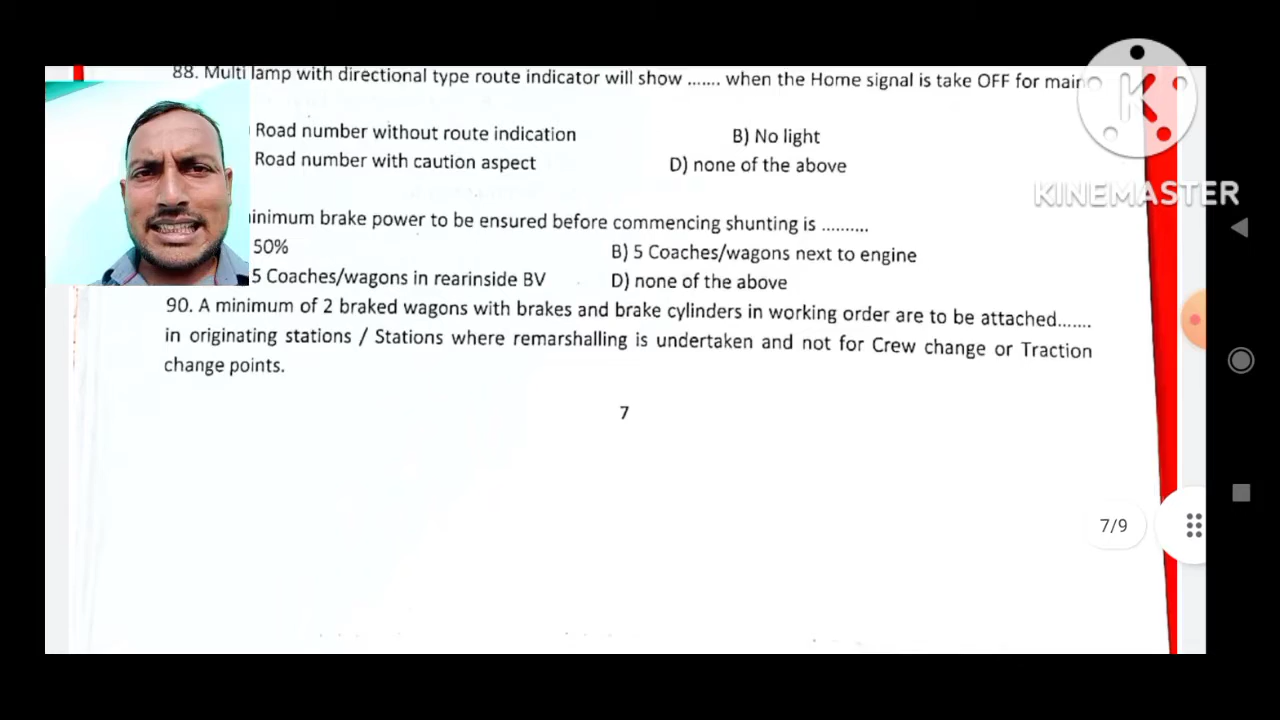 88. Multi lamp with directional type route indicator will show ....... when the Home signal is take OFF for main
Road number without route indication B) No light
Road number with caution aspect D) none of the above
inimum brake power to be ensured before commencing shunting is ..........
50% B) 5 Coaches/wagons next to engine
5 Coaches/wagons in rearinside BV D) none of the above
90. A minimum of 2 braked wagons with brakes and brake cylinders in working order are to be attached.......
in originating stations / Stations where remarshalling is undertaken and not for Crew change or Traction
change points.
7
7/9
KINEMASTER